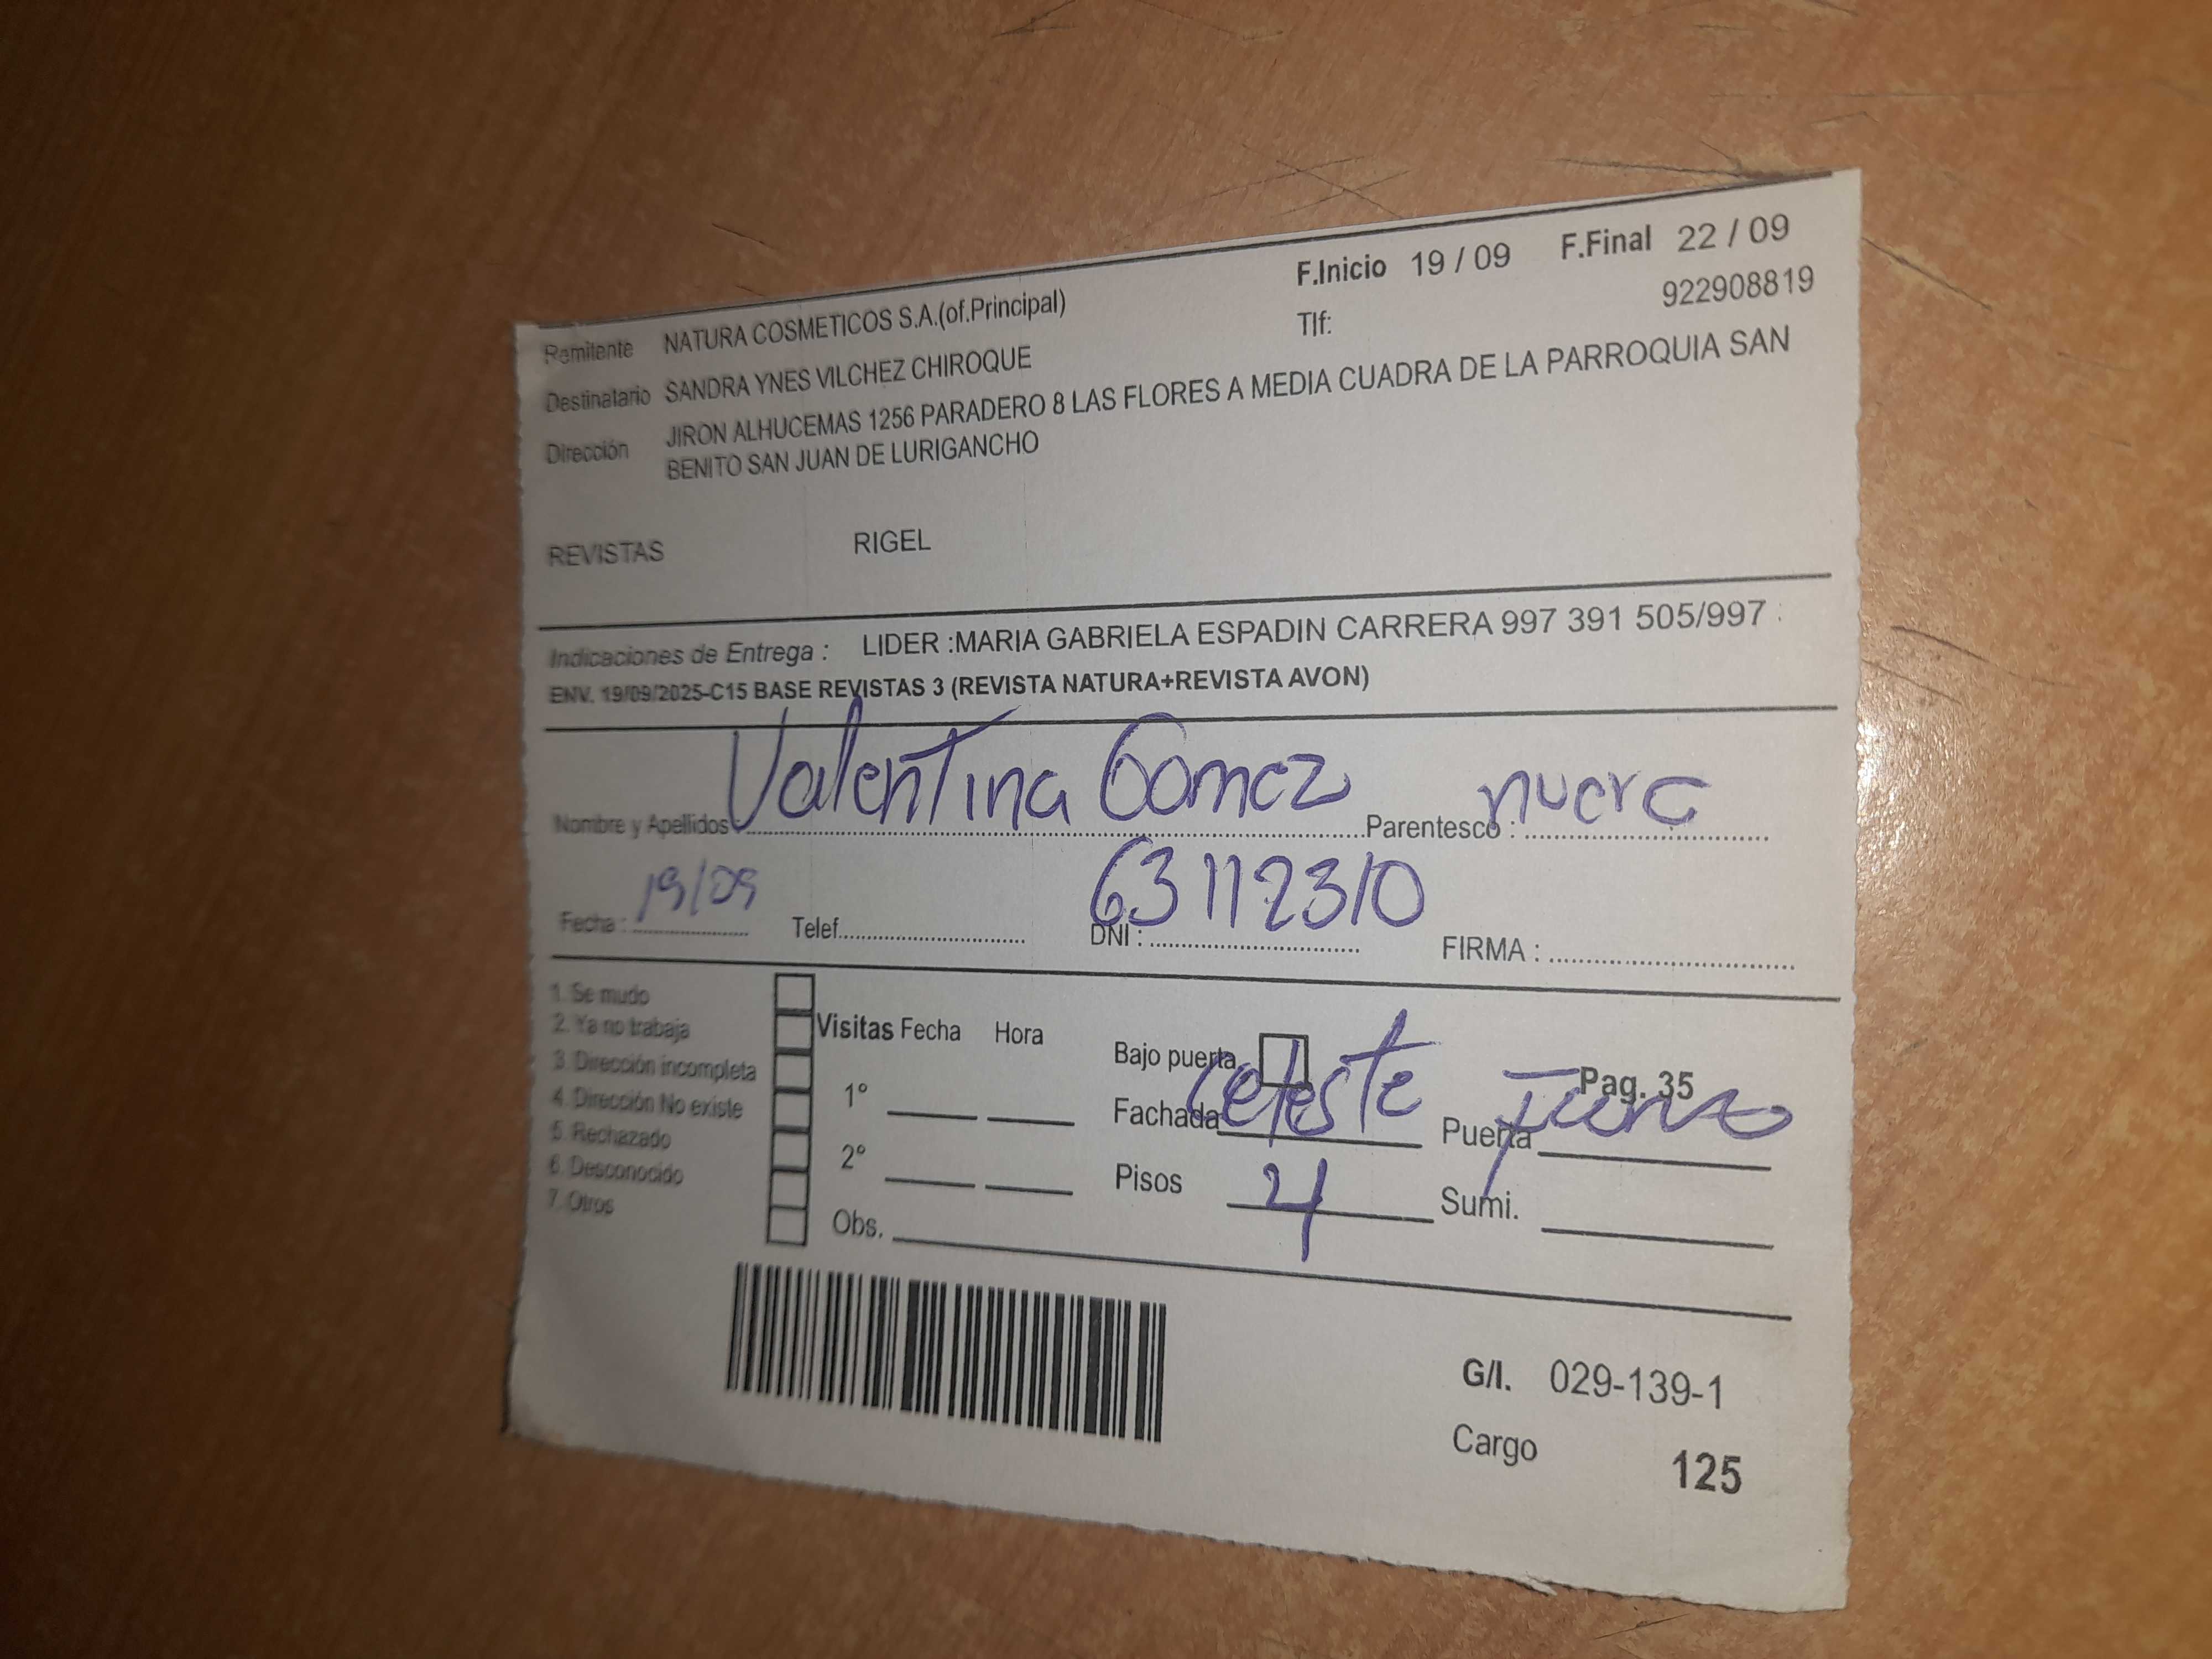 F.Inicio 19 / 09 F.Final 22 / 09
Remitente NATURA COSMETICOS S.A.(of.Principal) Tlf: 922908819
Destinatario SANDRA YNES VILCHEZ CHIROQUE
Dirección JIRON ALHUCEMAS 1256 PARADERO 8 LAS FLORES A MEDIA CUADRA DE LA PARROQUIA SAN
BENITO SAN JUAN DE LURIGANCHO
REVISTAS RIGEL
Indicaciones de Entrega : LIDER :MARIA GABRIELA ESPADIN CARRERA 997 391 505/997
ENV. 19/09/2025-C15 BASE REVISTAS 3 (REVISTA NATURA+REVISTA AVON)
Nombre y Apellidos Valentina Gomez Parentesco : nuera
Fecha : 19/09 Telef. DNI : 63112310 FIRMA :
1. Se mudo
2. Ya no trabaja
3. Dirección incompleta
4. Dirección No existe
5. Rechazado
6. Desconocido
7. Otros
Visitas Fecha Hora
1º
2º
Obs.
Bajo puerta Pag. 35
Fachada celeste Puerta
Pisos 4 Sumi.
G/I. 029-139-1
Cargo 125